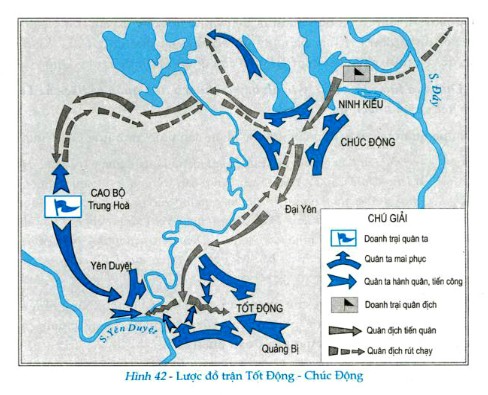 S. Đáy
NINH KIỀU
CHÚC ĐỘNG
CAO BỘ
Trung Hoà
Đại Yên
Yên Duyệt
S. Yên Duyệt
TỐT ĐỘNG
Quảng Bị
CHÚ GIẢI
Doanh trại quân ta
Quân ta mai phục
Quân ta hành quân, tiến công
Doanh trại quân địch
Quân địch tiến quân
Quân địch rút chạy
Hình 42 - Lược đồ trận Tốt Động - Chúc Động